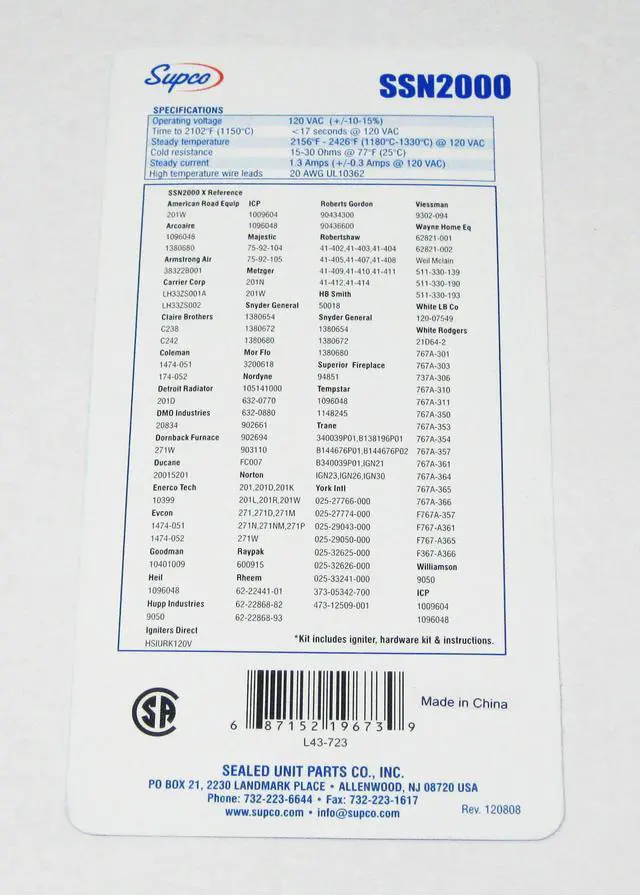 Supco
SSN2000
SPECIFICATIONS
Operating voltage 120 VAC (+/-10-15%)
Time to 2102°F (1150°C) <17 seconds @ 120 VAC
Steady temperature 2156°F - 2426°F (1180°C-1330°C) @ 120 VAC
Cold resistance 15-30 Ohms @ 77°F (25°C)
Steady current 1.3 Amps (+/-0.3 Amps @ 120 VAC)
High temperature wire leads 20 AWG UL10362
SSN2000 X Reference
American Road Equip
201W
Arcoaire
1096048
1380680
Armstrong Air
38322B001
Carrier Corp
LH33ZS001A
LH33ZS002
Claire Brothers
C238
C242
Coleman
1474-051
174-052
Detroit Radiator
201D
DMO Industries
20834
Dornback Furnace
271W
Ducane
20015201
Enerco Tech
10399
Evcon
1474-051
1474-052
Goodman
10401009
Heil
1096048
Hupp Industries
9050
Igniters Direct
HSIURK120V
ICP
1009604
1096048
Majestic
75-92-104
75-92-105
Metzger
201N
201W
Snyder General
1380654
1380672
1380680
Mor Flo
3200618
Nordyne
105141000
632-0770
632-0880
902661
902694
903110
FC007
Norton
201,201D,201K
201L,201R,201W
271,271D,271M
271N,271NM,271P
271W
Raypak
600915
Rheem
62-22441-01
62-22868-82
62-22868-93
Roberts Gordon
90434300
90436600
Robertshaw
41-402,41-403,41-404
41-405,41-407,41-408
41-409,41-410,41-411
41-412,41-414
HB Smith
50018
Snyder General
1380654
1380672
1380680
Superior Fireplace
94851
Tempstar
1096048
1148245
Trane
340039P01,B138196P01
B144676P01,B144676P02
B340039P01,IGN21
IGN23,IGN26,IGN30
York Intl
025-27766-000
025-27774-000
025-29043-000
025-29050-000
025-32625-000
025-32626-000
025-33241-000
373-05342-700
473-12509-001
Viessman
9302-094
Wayne Home Eq
62821-001
62821-002
Weil Mclain
511-330-139
511-330-190
511-330-193
White LB Co
120-07549
White Rodgers
21D64-2
767A-301
767A-303
737A-306
767A-310
767A-311
767A-350
767A-353
767A-354
767A-357
767A-361
767A-364
767A-365
767A-366
F767A-357
F767-A361
F767-A365
F367-A366
Williamson
9050
ICP
1009604
1096048
*Kit includes igniter, hardware kit & instructions.
SA
6 87152 19673 9
L43-723
Made in China
SEALED UNIT PARTS CO., INC.
PO BOX 21, 2230 LANDMARK PLACE • ALLENWOOD, NJ 08720 USA
Phone: 732-223-6644 • Fax: 732-223-1617
www.supco.com • info@supco.com
Rev. 120808